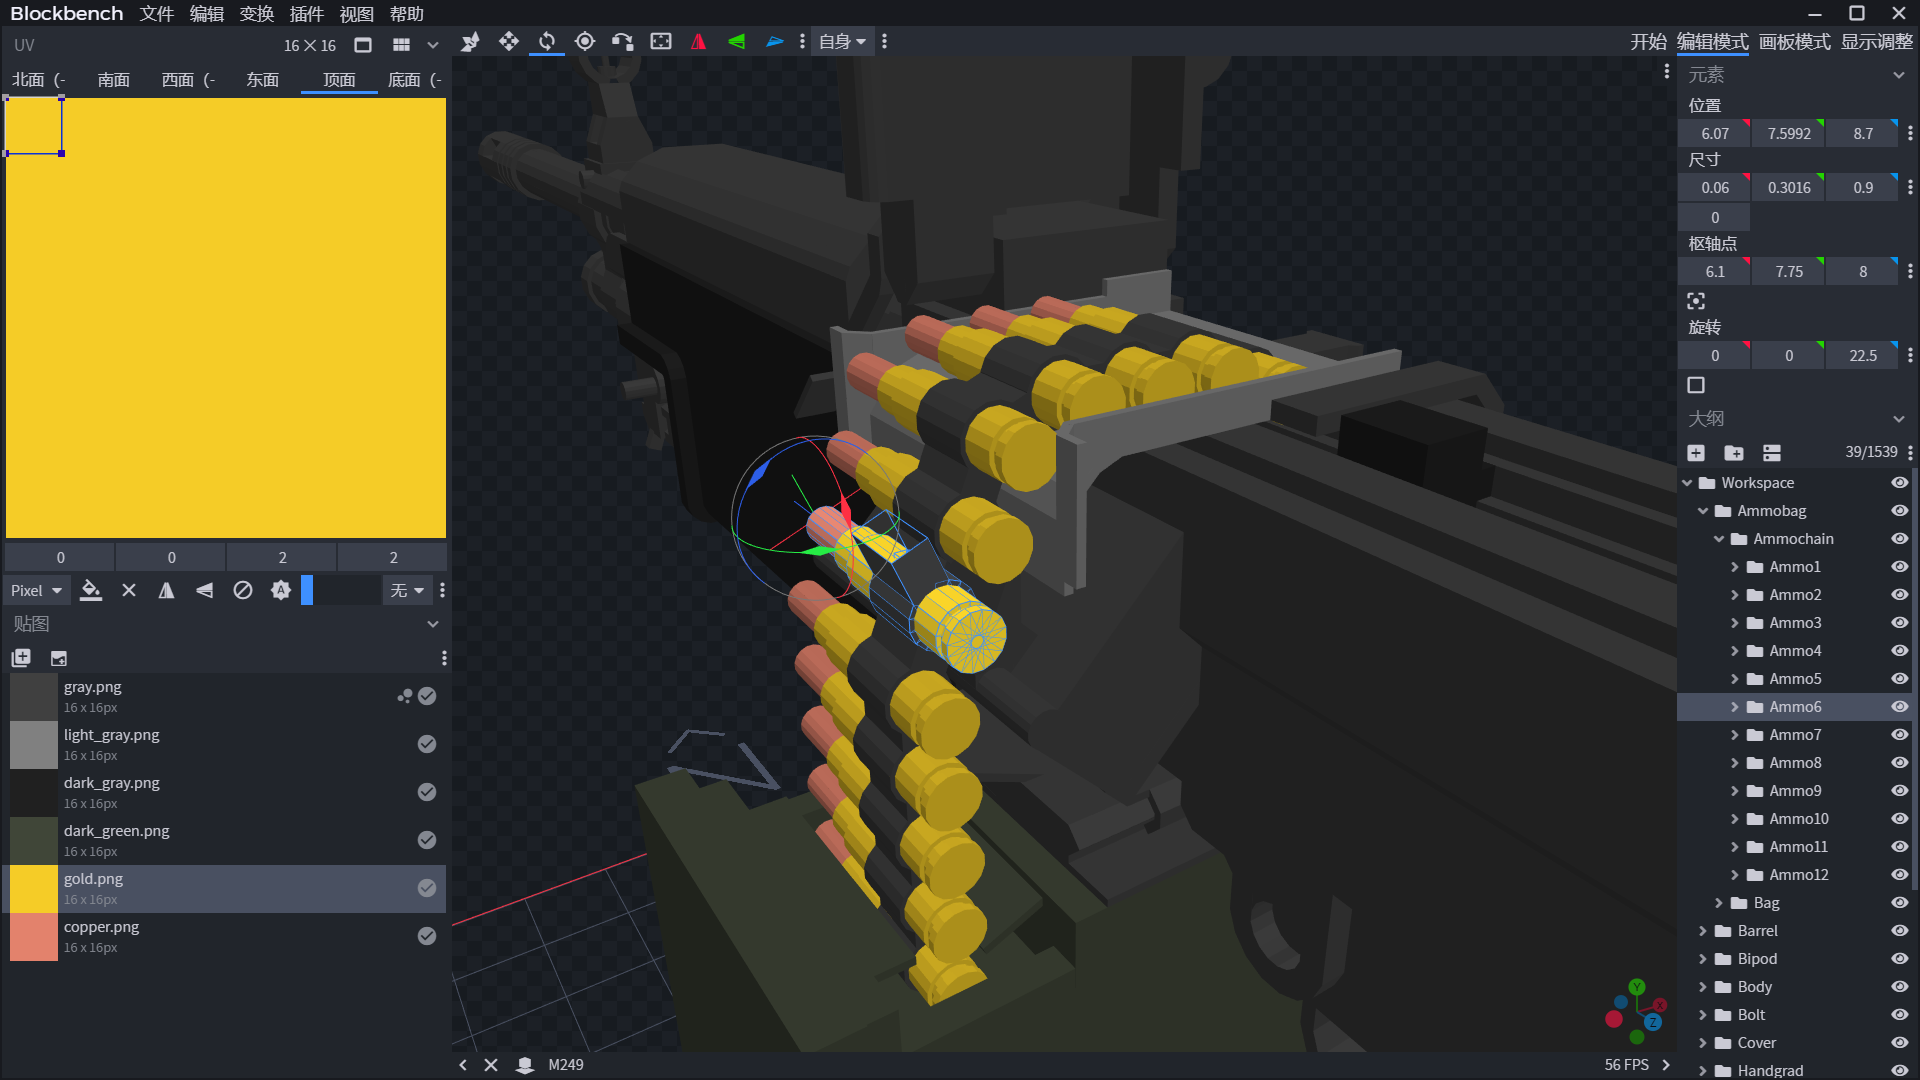 Blockbench 文件 编辑 变换 插件 视图 帮助
UV 16×16
北面（- 南面 西面（- 东面 顶面 底面（-
0 0 2 2
Pixel 无
贴图
gray.png
16 x 16px
light_gray.png
16 x 16px
dark_gray.png
16 x 16px
dark_green.png
16 x 16px
gold.png
16 x 16px
copper.png
16 x 16px
自身
M249
56 FPS
开始 编辑模式 画板模式 显示调整
元素
位置
6.07 7.5992 8.7
尺寸
0.06 0.3016 0.9
0
枢轴点
6.1 7.75 8
旋转
0 0 22.5
大纲
39/1539
Workspace
Ammobag
Ammochain
Ammo1
Ammo2
Ammo3
Ammo4
Ammo5
Ammo6
Ammo7
Ammo8
Ammo9
Ammo10
Ammo11
Ammo12
Bag
Barrel
Bipod
Body
Bolt
Cover
Handgrad
Y
X
Z